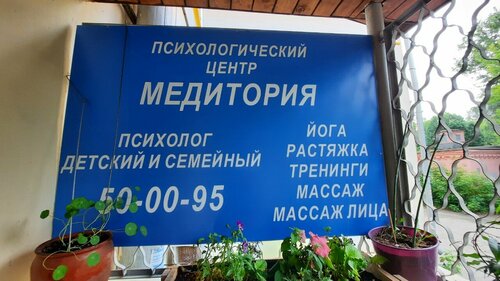 ПСИХОЛОГИЧЕСКИЙ
ЦЕНТР
МЕДИТОРИЯ
ПСИХОЛОГ
ДЕТСКИЙ И СЕМЕЙНЫЙ
50-00-95
ЙОГА
РАСТЯЖКА
ТРЕНИНГИ
МАССАЖ
МАССАЖ ЛИЦА